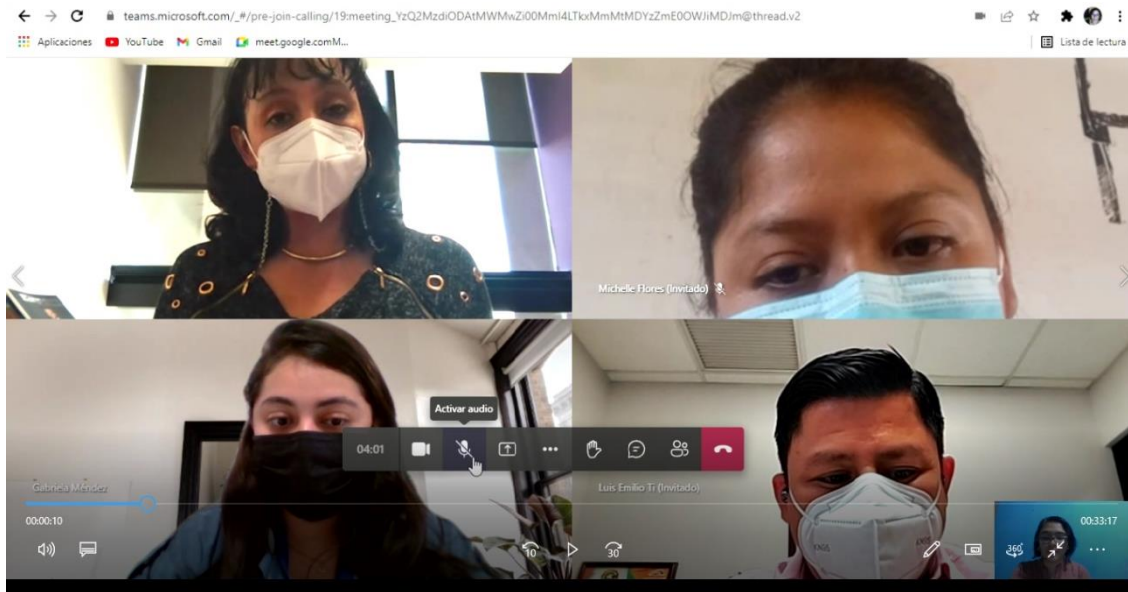 teams.microsoft.com/_#/pre-join-calling/19:meeting_YzQ2MzdiODAtMWMwZi00MmI4LTkxMmMtMDYzZmE0OWJiMDJm@thread.v2
Aplicaciones YouTube Gmail meet.google.comM... Lista de lectura
Michelle Flores (Invitado)
Activar audio
04:01
Gabriela Méndez
Luis Emilio Ti (Invitado)
00:00:10
00:33:17
10
30
360°